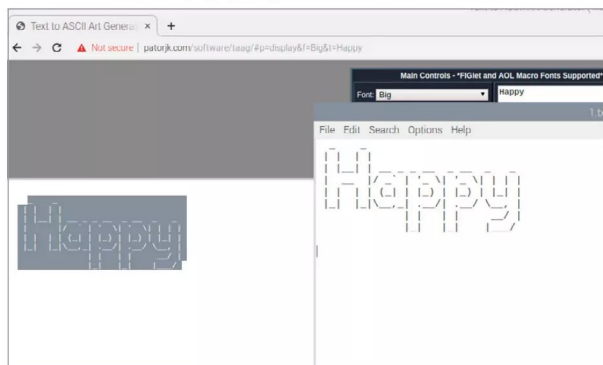 Text to ASCII Art Genera
Not secure | patorjk.com/software/taag/#p=display&f=Big&t=Happy
Main Controls - *FIGlet and AOL Macro Fonts Supported*
Font: Big
Happy
File Edit Search Options Help
Happy
Happy